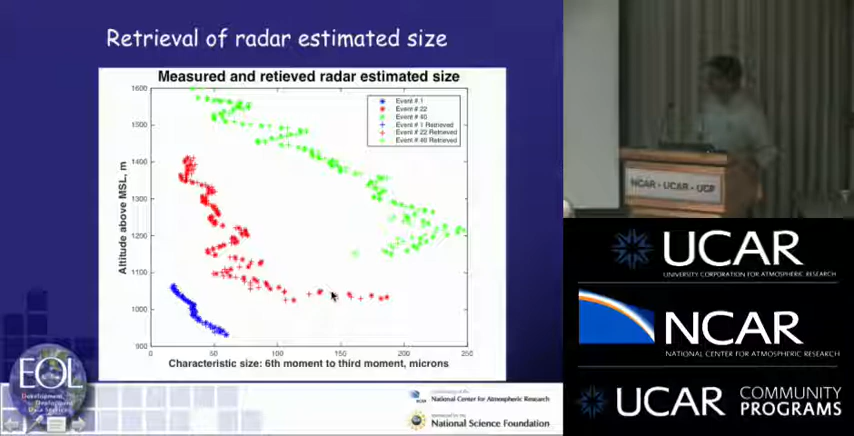 Retrieval of radar estimated size
Measured and retieved radar estimated size
Event # 1
Event # 22
Event # 40
Event # 1 Retrieved
Event # 22 Retrieved
Event # 40 Retrieved
1600
1500
1400
1300
1200
1100
1000
900
Altitude above MSL, m
0
50
100
150
200
250
Characteristic size: 6th moment to third moment, microns
EOL
National Center for Atmospheric Research
National Science Foundation
NCAR - UCAR - UCP
UCAR
UNIVERSITY CORPORATION FOR ATMOSPHERIC RESEARCH
NCAR
NATIONAL CENTER FOR ATMOSPHERIC RESEARCH
UCAR
COMMUNITY
PROGRAMS